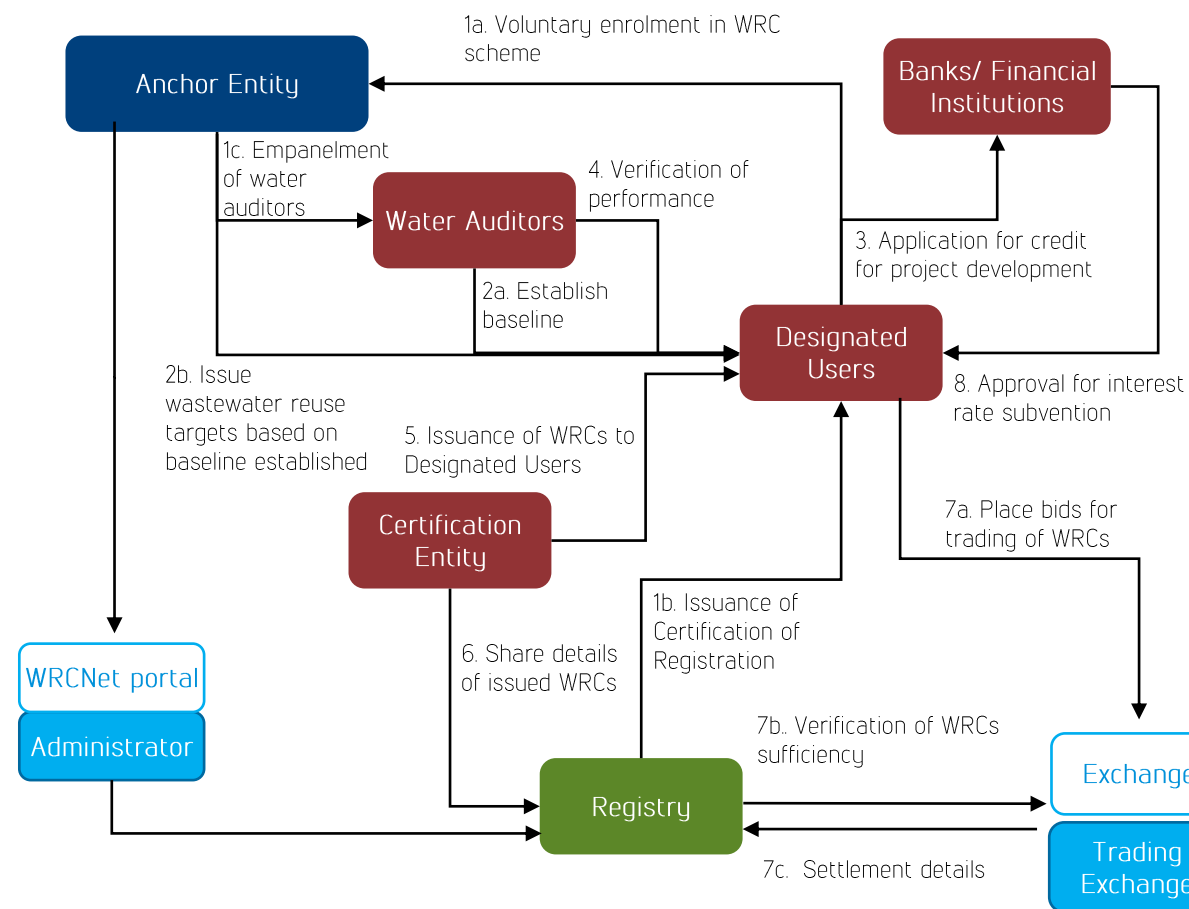 1a. Voluntary enrolment in WRC
scheme
Anchor Entity
Banks/ Financial
Institutions
1c. Empanelment
of water
auditors
4. Verification of
performance
Water Auditors
3. Application for credit
for project development
2a. Establish
baseline
Designated
Users
2b. Issue
wastewater reuse
targets based on
baseline established
8. Approval for interest
rate subvention
5. Issuance of WRCs to
Designated Users
7a. Place bids for
trading of WRCs
Certification
Entity
1b. Issuance of
Certification of
Registration
6. Share details
of issued WRCs
WRCNet portal
Administrator
7b. Verification of WRCs
sufficiency
Registry
Exchange
Trading
Exchange
7c. Settlement details